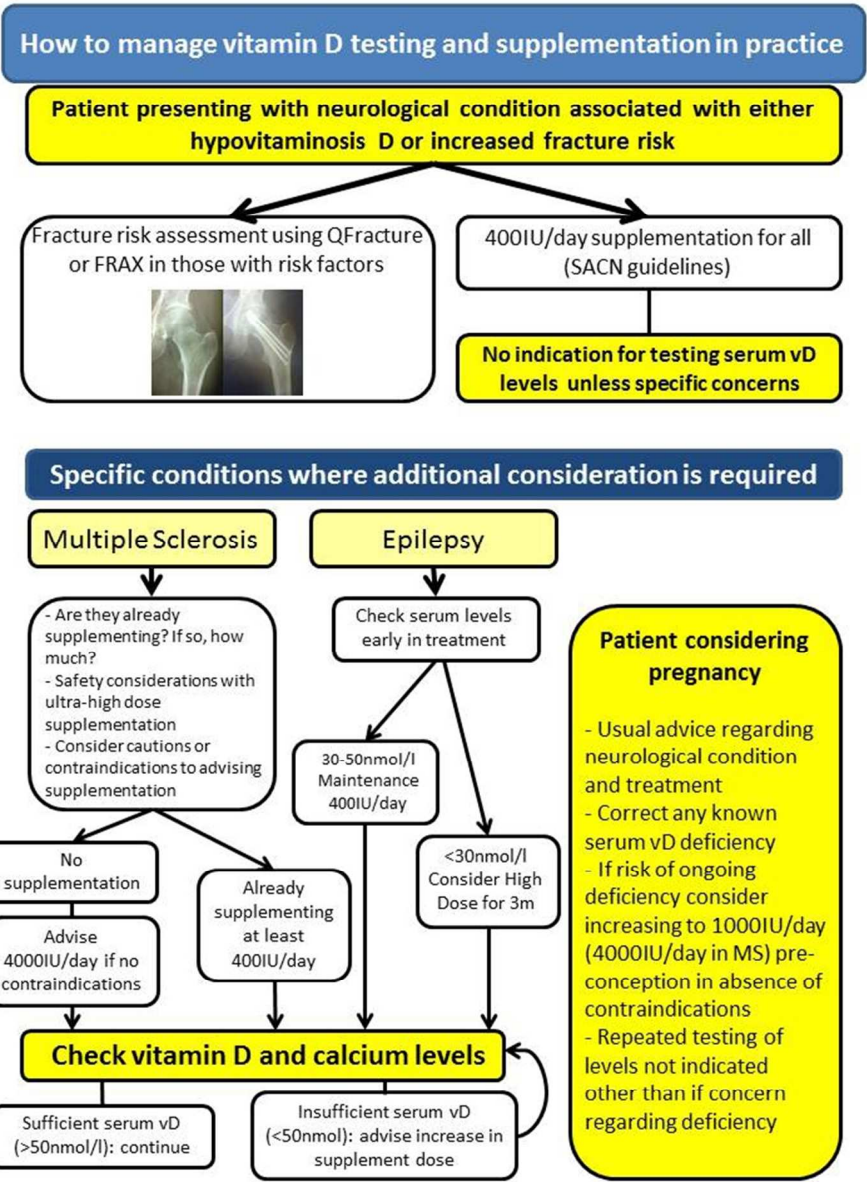 How to manage vitamin D testing and supplementation in practice
Patient presenting with neurological condition associated with either
hypovitaminosis D or increased fracture risk
Fracture risk assessment using QFracture
or FRAX in those with risk factors
400IU/day supplementation for all
(SACN guidelines)
No indication for testing serum vD
levels unless specific concerns
Specific conditions where additional consideration is required
Multiple Sclerosis
- Are they already
supplementing? If so, how
much?
- Safety considerations with
ultra-high dose
supplementation
- Consider cautions or
contraindications to advising
supplementation
No
supplementation
Advise
4000IU/day if no
contraindications
Already
supplementing
at least
400IU/day
Epilepsy
Check serum levels
early in treatment
30-50nmol/l
Maintenance
400IU/day
<30nmol/l
Consider High
Dose for 3m
Check vitamin D and calcium levels
Sufficient serum vD
(>50nmol/l): continue
Insufficient serum vD
(<50nmol): advise increase in
supplement dose
Patient considering
pregnancy
- Usual advice regarding
neurological condition
and treatment
- Correct any known
serum vD deficiency
- If risk of ongoing
deficiency consider
increasing to 1000IU/day
(4000IU/day in MS) pre-
conception in absence of
contraindications
- Repeated testing of
levels not indicated
other than if concern
regarding deficiency